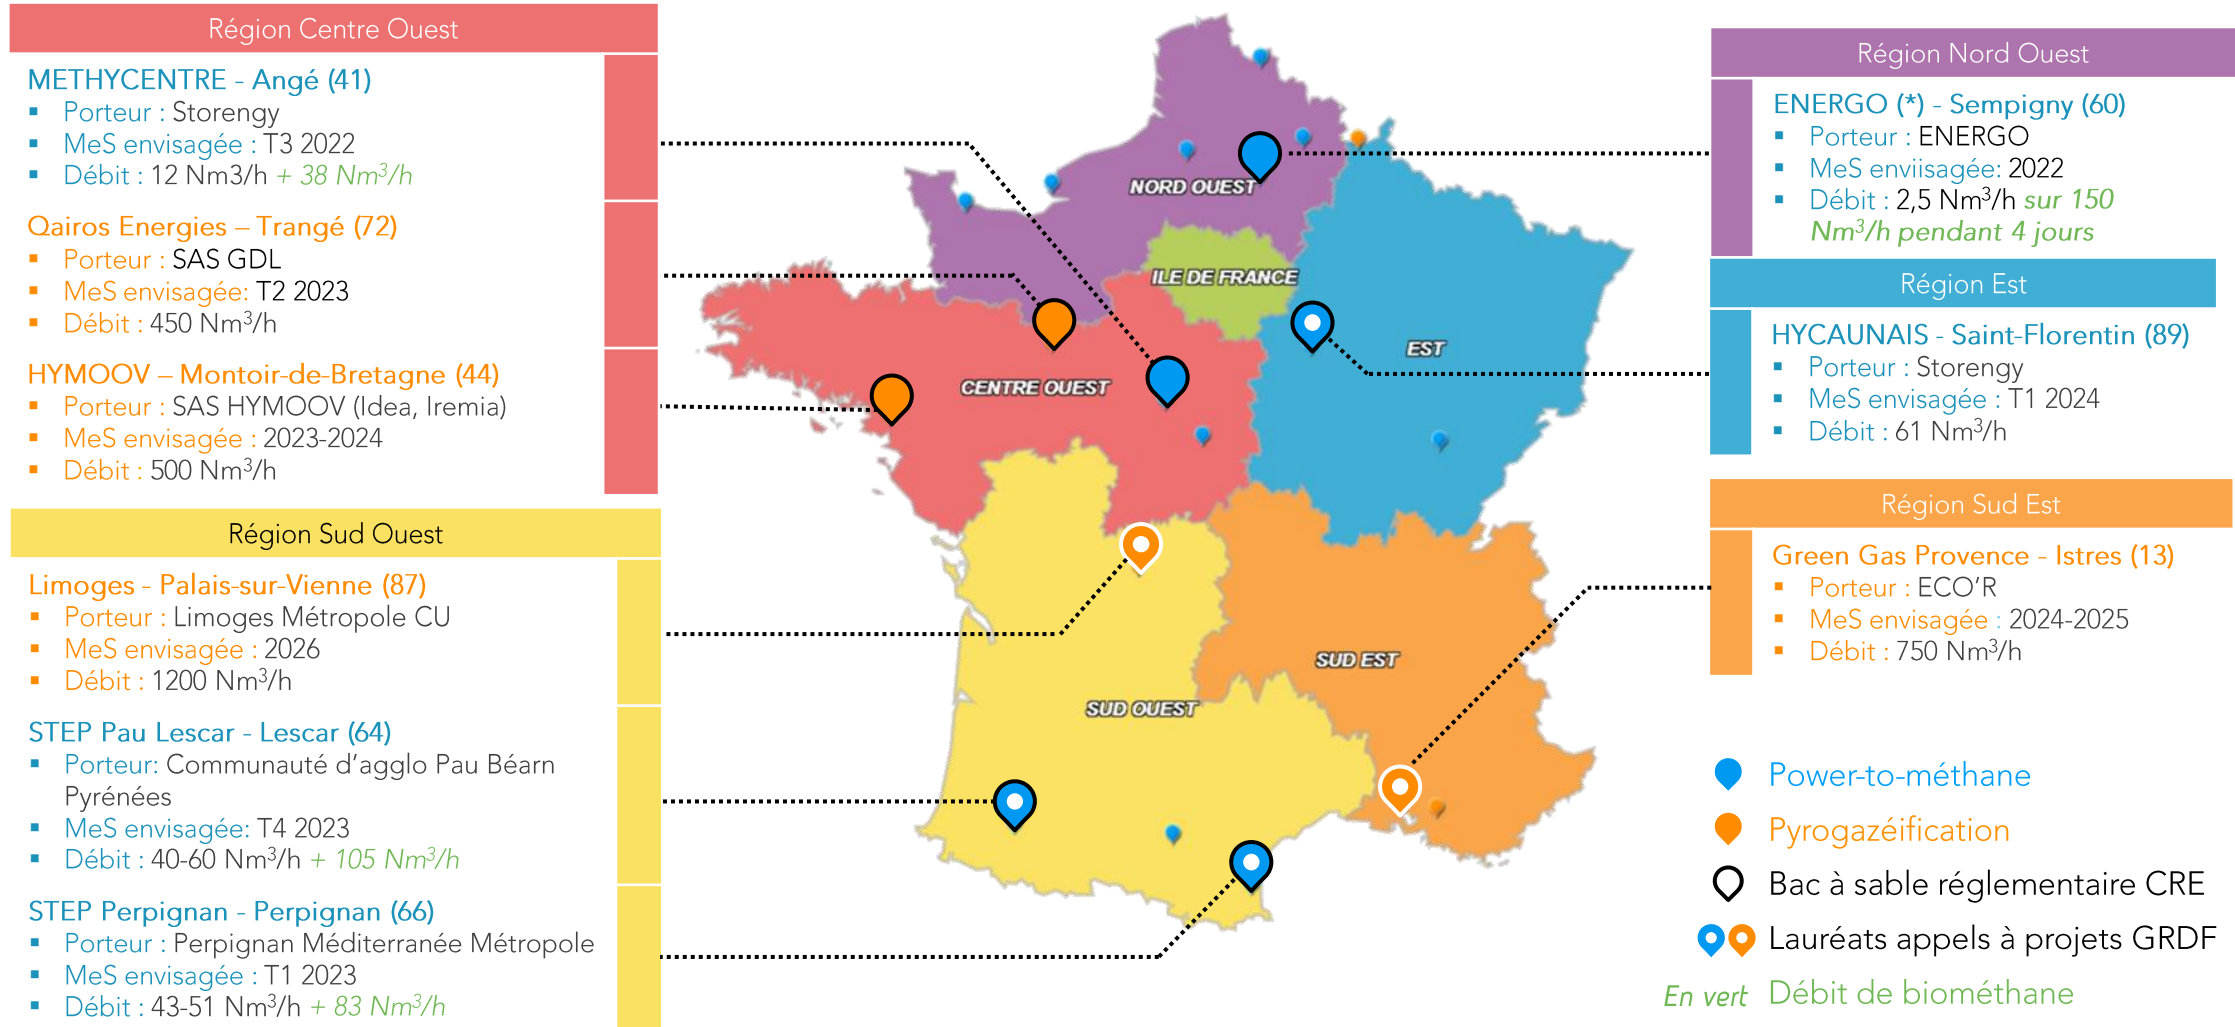 Région Centre Ouest
METHYCENTRE - Angé (41)
▪ Porteur : Storengy
▪ MeS envisagée : T3 2022
▪ Débit : 12 Nm3/h + 38 Nm³/h
Qairos Energies – Trangé (72)
▪ Porteur : SAS GDL
▪ MeS envisagée: T2 2023
▪ Débit : 450 Nm³/h
HYMOOV – Montoir-de-Bretagne (44)
▪ Porteur : SAS HYMOOV (Idea, Iremia)
▪ MeS envisagée : 2023-2024
▪ Débit : 500 Nm³/h
Région Sud Ouest
Limoges - Palais-sur-Vienne (87)
▪ Porteur : Limoges Métropole CU
▪ MeS envisagée : 2026
▪ Débit : 1200 Nm³/h
STEP Pau Lescar - Lescar (64)
▪ Porteur: Communauté d’agglo Pau Béarn
Pyrénées
▪ MeS envisagée: T4 2023
▪ Débit : 40-60 Nm³/h + 105 Nm³/h
STEP Perpignan - Perpignan (66)
▪ Porteur : Perpignan Méditerranée Métropole
▪ MeS envisagée : T1 2023
▪ Débit : 43-51 Nm³/h + 83 Nm³/h
NORD OUEST
ILE DE FRANCE
EST
CENTRE OUEST
SUD EST
SUD OUEST
Région Nord Ouest
ENERGO (*) - Sempigny (60)
▪ Porteur : ENERGO
▪ MeS enviisagée: 2022
▪ Débit : 2,5 Nm³/h sur 150
Nm³/h pendant 4 jours
Région Est
HYCAUNAIS - Saint-Florentin (89)
▪ Porteur : Storengy
▪ MeS envisagée : T1 2024
▪ Débit : 61 Nm³/h
Région Sud Est
Green Gas Provence - Istres (13)
▪ Porteur : ECO’R
▪ MeS envisagée : 2024-2025
▪ Débit : 750 Nm³/h
Power-to-méthane
Pyrogazéification
Bac à sable réglementaire CRE
Lauréats appels à projets GRDF
En vert Débit de biométhane